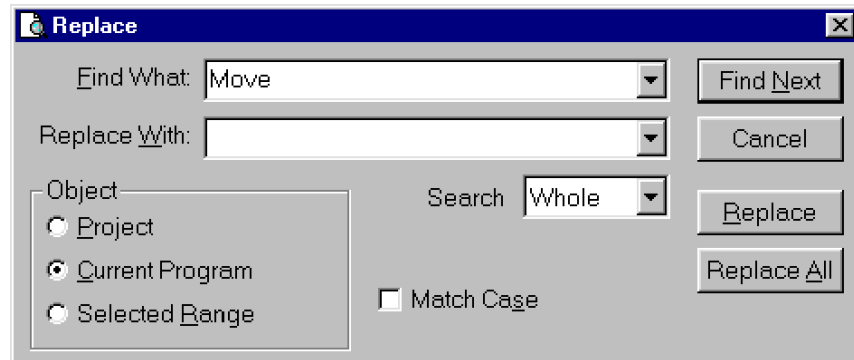 Replace
Find What: Move
Find Next
Replace With:
Cancel
Object
Search Whole
Replace
Project
Current Program
Replace All
Selected Range
Match Case